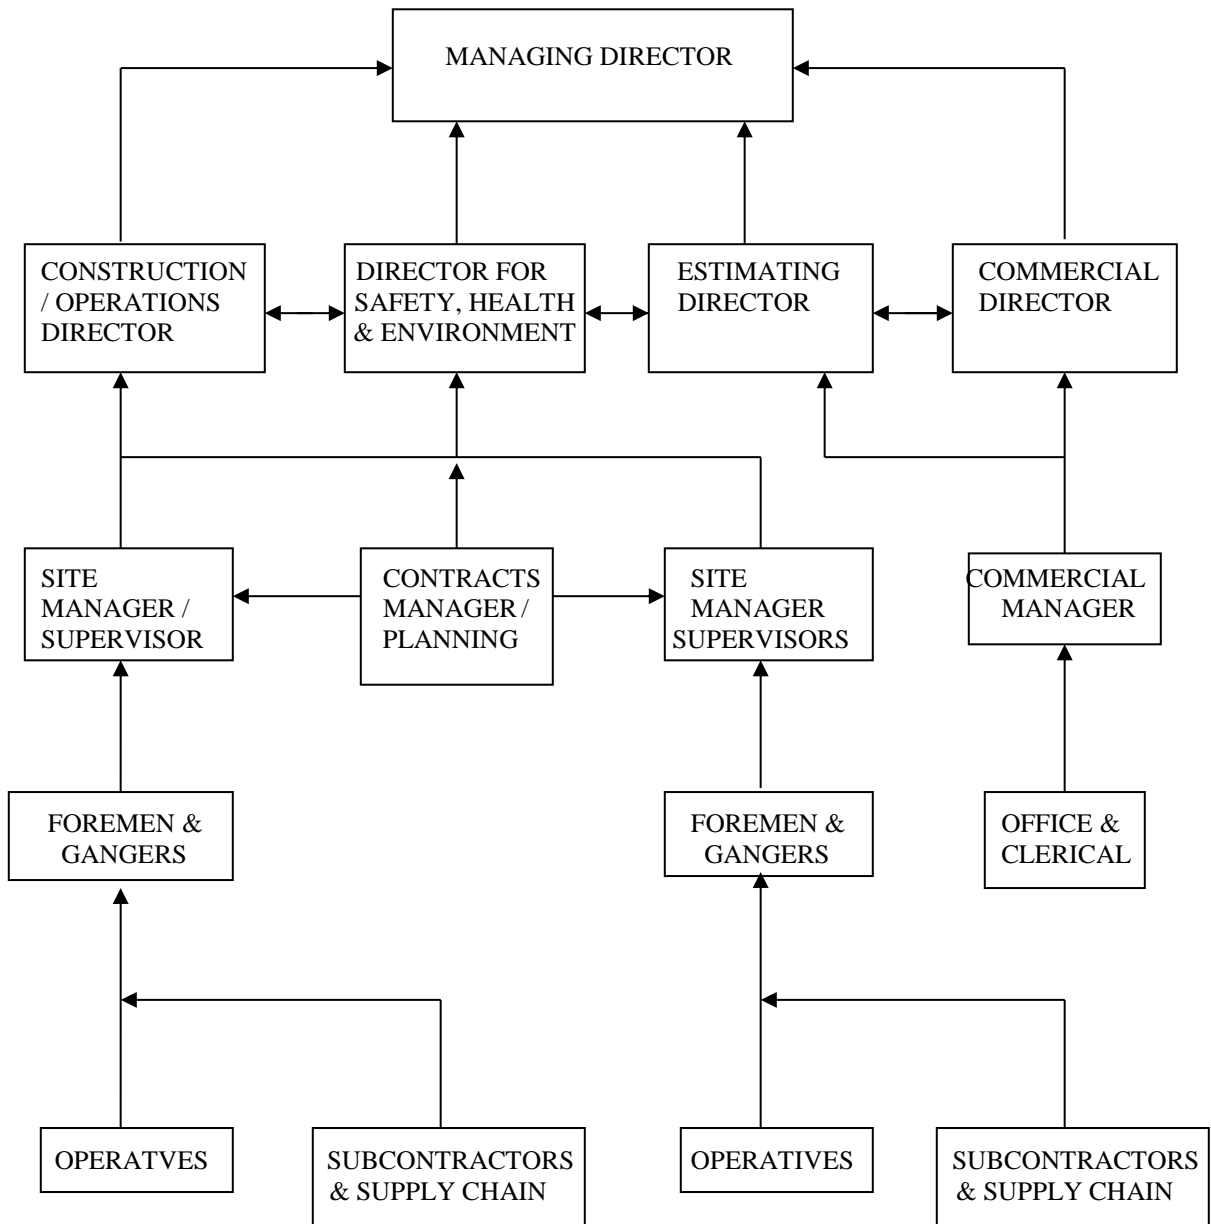 MANAGING DIRECTOR
CONSTRUCTION
/ OPERATIONS
DIRECTOR
DIRECTOR FOR
SAFETY, HEALTH
& ENVIRONMENT
ESTIMATING
DIRECTOR
COMMERCIAL
DIRECTOR
SITE
MANAGER /
SUPERVISOR
CONTRACTS
MANAGER /
PLANNING
SITE
MANAGER
SUPERVISORS
COMMERCIAL
MANAGER
FOREMEN &
GANGERS
FOREMEN &
GANGERS
OFFICE &
CLERICAL
OPERATVES
SUBCONTRACTORS
& SUPPLY CHAIN
OPERATIVES
SUBCONTRACTORS
& SUPPLY CHAIN